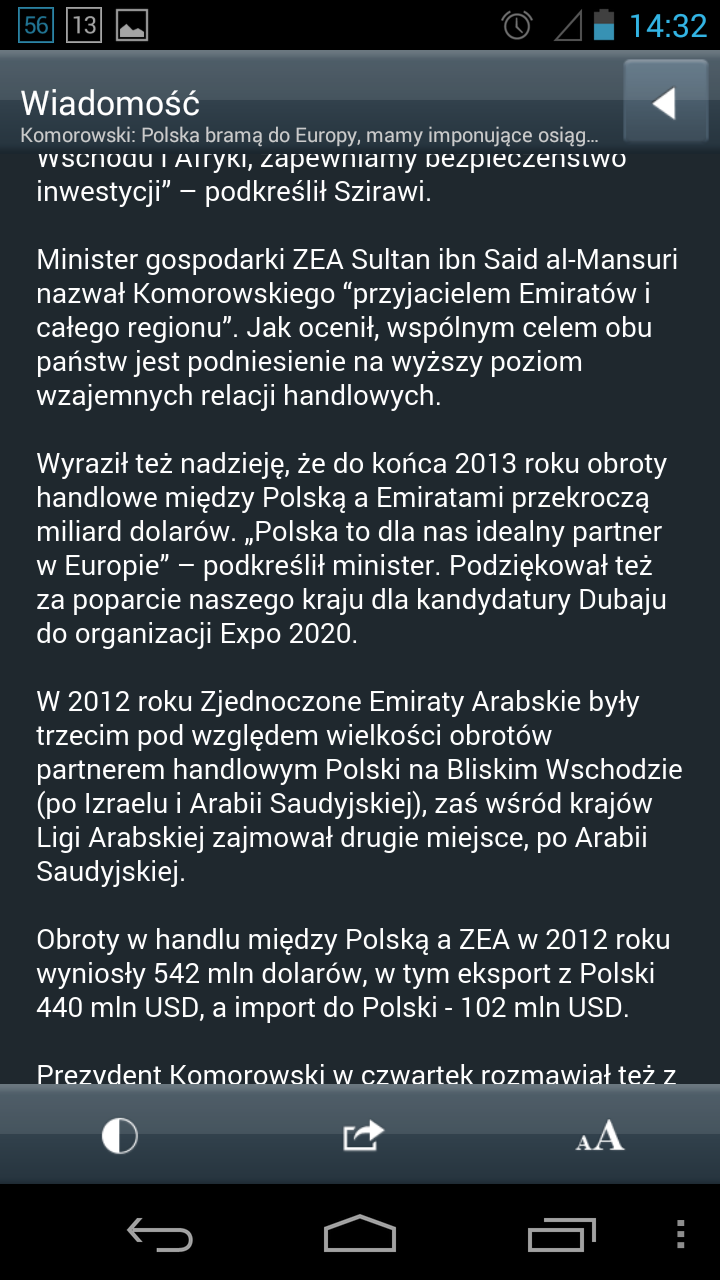 56 13 14:32
Wiadomość
Komorowski: Polska bramą do Europy, mamy imponujące osiąg...
Wschodu i Afryki, zapewniamy bezpieczeństwo
inwestycji” – podkreślił Szirawi.
Minister gospodarki ZEA Sultan ibn Said al-Mansuri
nazwał Komorowskiego “przyjacielem Emiratów i
całego regionu”. Jak ocenił, wspólnym celem obu
państw jest podniesienie na wyższy poziom
wzajemnych relacji handlowych.
Wyraził też nadzieję, że do końca 2013 roku obroty
handlowe między Polską a Emiratami przekroczą
miliard dolarów. „Polska to dla nas idealny partner
w Europie” – podkreślił minister. Podziękował też
za poparcie naszego kraju dla kandydatury Dubaju
do organizacji Expo 2020.
W 2012 roku Zjednoczone Emiraty Arabskie były
trzecim pod względem wielkości obrotów
partnerem handlowym Polski na Bliskim Wschodzie
(po Izraelu i Arabii Saudyjskiej), zaś wśród krajów
Ligi Arabskiej zajmował drugie miejsce, po Arabii
Saudyjskiej.
Obroty w handlu między Polską a ZEA w 2012 roku
wyniosły 542 mln dolarów, w tym eksport z Polski
440 mln USD, a import do Polski - 102 mln USD.
Prezydent Komorowski w czwartek rozmawiał też z
AA